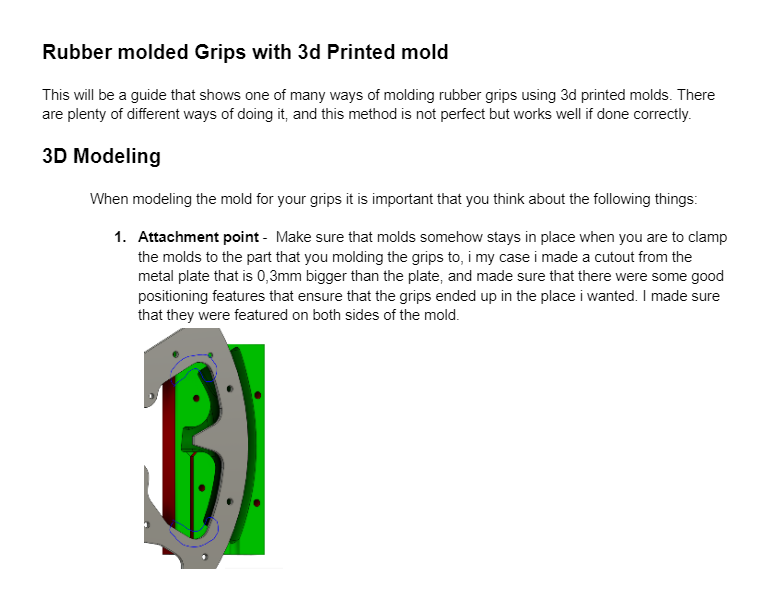 Rubber molded Grips with 3d Printed mold
This will be a guide that shows one of many ways of molding rubber grips using 3d printed molds. There
are plenty of different ways of doing it, and this method is not perfect but works well if done correctly.
3D Modeling
When modeling the mold for your grips it is important that you think about the following things:
1. Attachment point - Make sure that molds somehow stays in place when you are to clamp
the molds to the part that you molding the grips to, i my case i made a cutout from the
metal plate that is 0,3mm bigger than the plate, and made sure that there were some good
positioning features that ensure that the grips ended up in the place i wanted. I made sure
that they were featured on both sides of the mold.